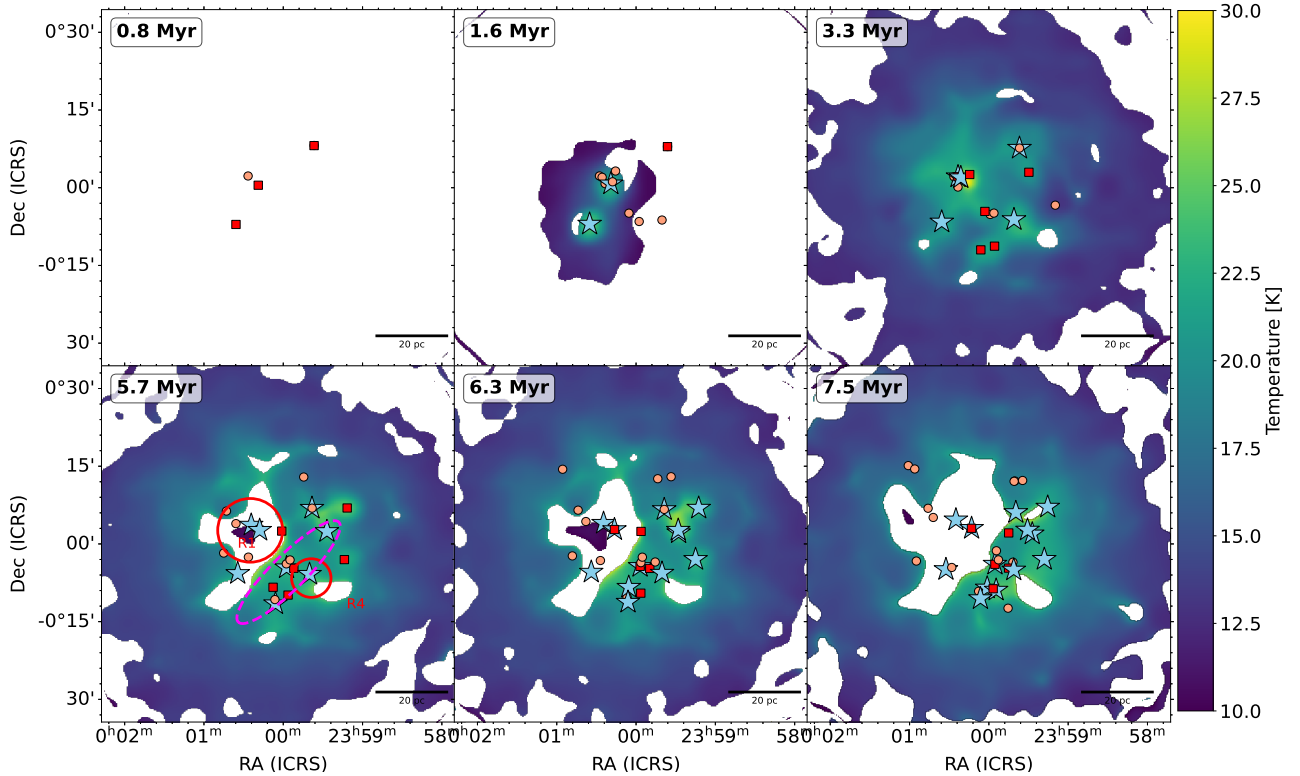 0.8 Myr
1.6 Myr
3.3 Myr
30.0
27.5
25.0
22.5
20.0
17.5
15.0
12.5
10.0
Temperature [K]
0°30'
15'
00'
-0°15'
30'
Dec (ICRS)
20 pc
20 pc
20 pc
5.7 Myr
6.3 Myr
7.5 Myr
0°30'
15'
00'
-0°15'
30'
Dec (ICRS)
R1
R4
20 pc
20 pc
20 pc
0ʰ02ᵐ 01ᵐ 00ᵐ 23ʰ59ᵐ 58ᵐ
02ᵐ 01ᵐ 00ᵐ 23ʰ59ᵐ 58ᵐ
02ᵐ 01ᵐ 00ᵐ 23ʰ59ᵐ 58ᵐ
RA (ICRS)
RA (ICRS)
RA (ICRS)